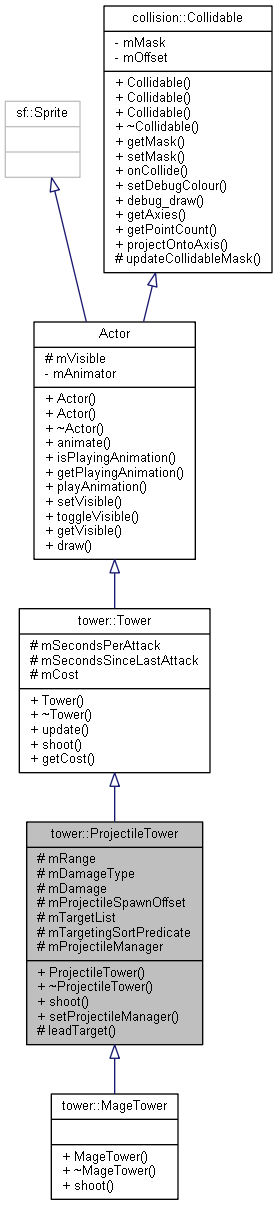 collision::Collidable
- mMask
- mOffset
+ Collidable()
+ Collidable()
+ Collidable()
+ ~Collidable()
+ getMask()
+ setMask()
+ onCollide()
+ setDebugColour()
+ debug_draw()
+ getAxies()
+ getPointCount()
+ projectOntoAxis()
# updateCollidableMask()
sf::Sprite
Actor
# mVisible
- mAnimator
+ Actor()
+ Actor()
+ ~Actor()
+ animate()
+ isPlayingAnimation()
+ getPlayingAnimation()
+ playAnimation()
+ setVisible()
+ toggleVisible()
+ getVisible()
+ draw()
tower::Tower
# mSecondsPerAttack
# mSecondsSinceLastAttack
# mCost
+ Tower()
+ ~Tower()
+ update()
+ shoot()
+ getCost()
tower::ProjectileTower
# mRange
# mDamageType
# mDamage
# mProjectileSpawnOffset
# mTargetList
# mTargetingSortPredicate
# mProjectileManager
+ ProjectileTower()
+ ~ProjectileTower()
+ shoot()
+ setProjectileManager()
# leadTarget()
tower::MageTower
+ MageTower()
+ ~MageTower()
+ shoot()